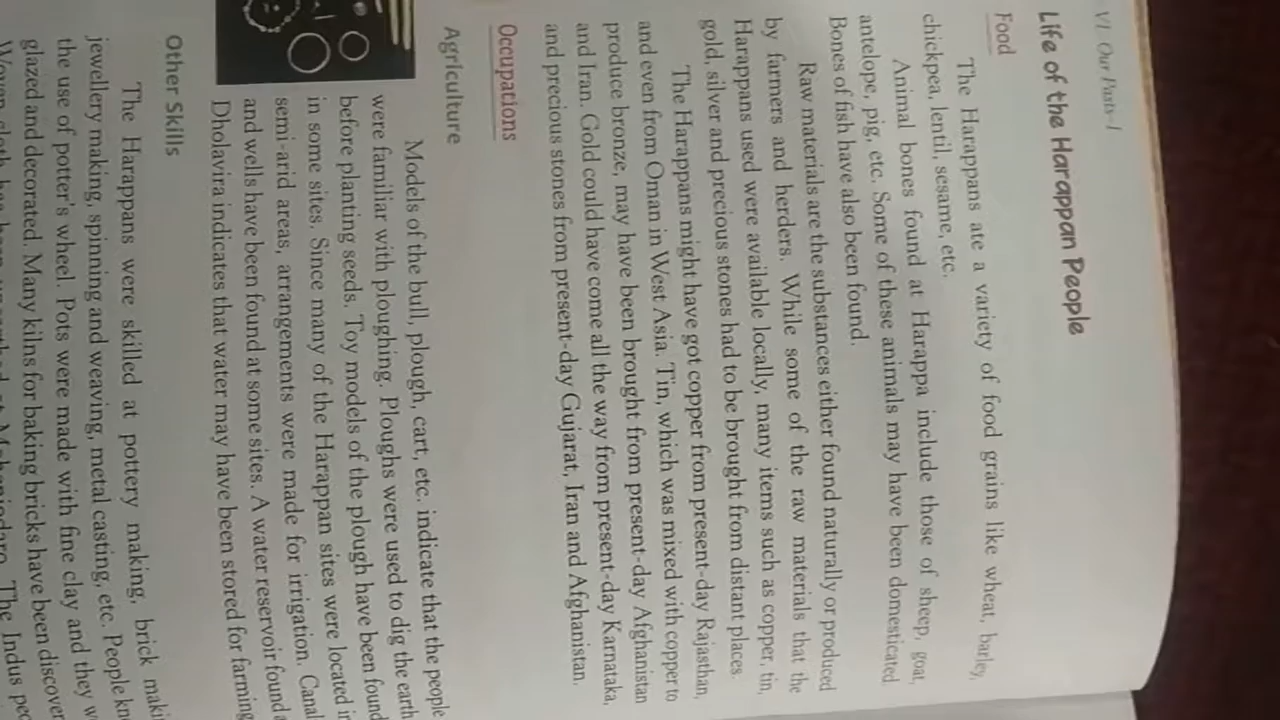 VI Our Pasts–I
Life of the Harappan People
Food
The Harappans ate a variety of food grains like wheat, barley,
chickpea, lentil, sesame, etc.
Animal bones found at Harappa include those of sheep, goat,
antelope, pig, etc. Some of these animals may have been domesticated.
Bones of fish have also been found.
Raw materials are the substances either found naturally or produced
by farmers and herders. While some of the raw materials that the
Harappans used were available locally, many items such as copper, tin,
gold, silver and precious stones had to be brought from distant places.
The Harappans might have got copper from present-day Rajasthan,
and even from Oman in West Asia. Tin, which was mixed with copper to
produce bronze, may have been brought from present-day Afghanistan
and Iran. Gold could have come all the way from present-day Karnataka,
and precious stones from present-day Gujarat, Iran and Afghanistan.
Occupations
Agriculture
Models of the bull, plough, cart, etc. indicate that the people
were familiar with ploughing. Ploughs were used to dig the earth
before planting seeds. Toy models of the plough have been found
in some sites. Since many of the Harappan sites were located in
semi-arid areas, arrangements were made for irrigation. Canal
and wells have been found at some sites. A water reservoir found
Dholavira indicates that water may have been stored for farming
Other Skills
The Harappans were skilled at pottery making, brick maki
jewellery making, spinning and weaving, metal casting, etc. People kn
the use of potter's wheel. Pots were made with fine clay and they w
glazed and decorated. Many kilns for baking bricks have been discover
Woven cloth has been The Indus peo